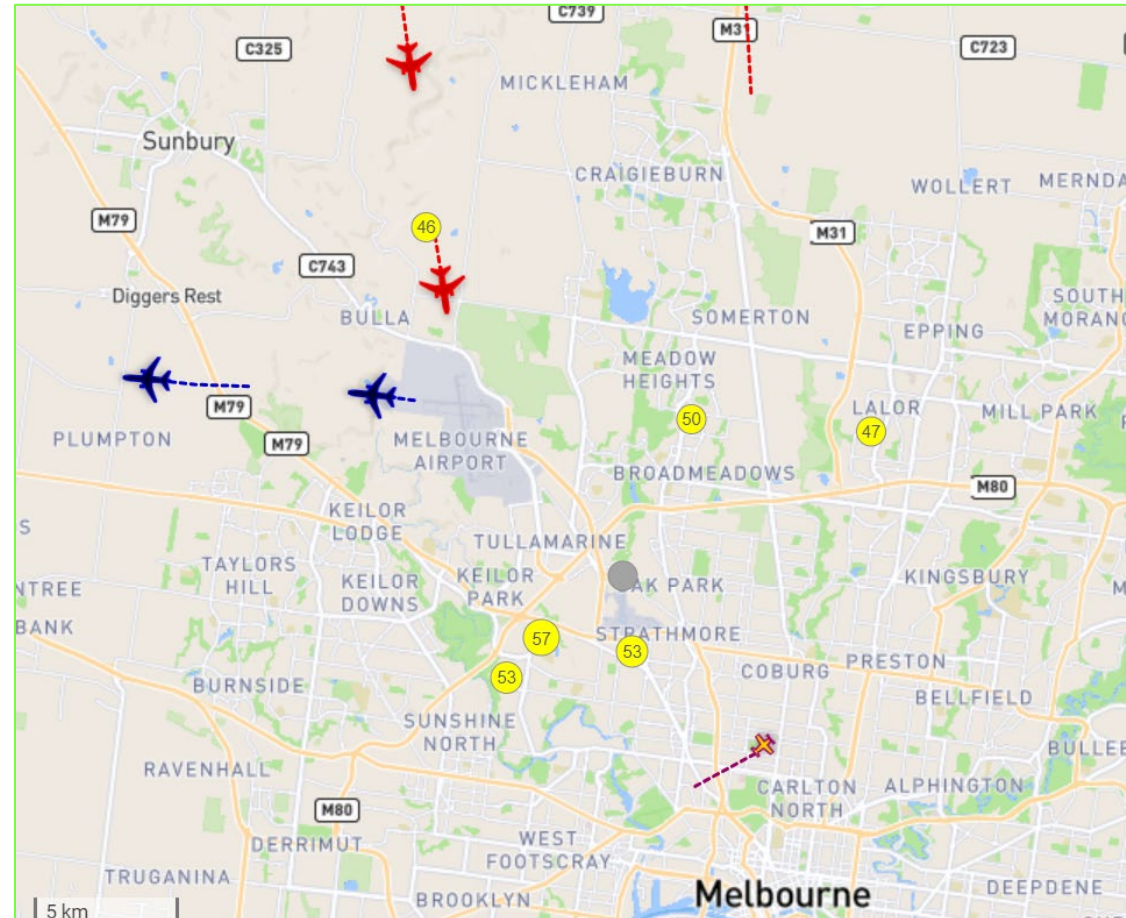 C739
M31
C325
C723
MICKLEHAM
Sunbury
CRAIGIEBURN
WOLLERT
MERNDA
M79
46
M31
C743
Diggers Rest
BULLA
SOMERTON
SOUTH
MORANG
EPPING
MEADOW
HEIGHTS
M79
50
LALOR
47
MILL PARK
PLUMPTON
M79
MELBOURNE
AIRPORT
BROADMEADOWS
M80
KEILOR
LODGE
S
TULLAMARINE
TAYLORS
HILL
KEILOR
DOWNS
KEILOR
PARK
AK PARK
KINGSBURY
M
NTREE
BANK
57
STRATHMORE
53
53
COBURG
PRESTON
BURNSIDE
BELLFIELD
SUNSHINE
NORTH
BULLEE
RAVENHALL
CARLTON
NORTH
ALPHINGTON
M80
DERRIMUT
WEST
FOOTSCRAY
TRUGANINA
BROOKLYN
Melbourne
DEEPDENE
5 km